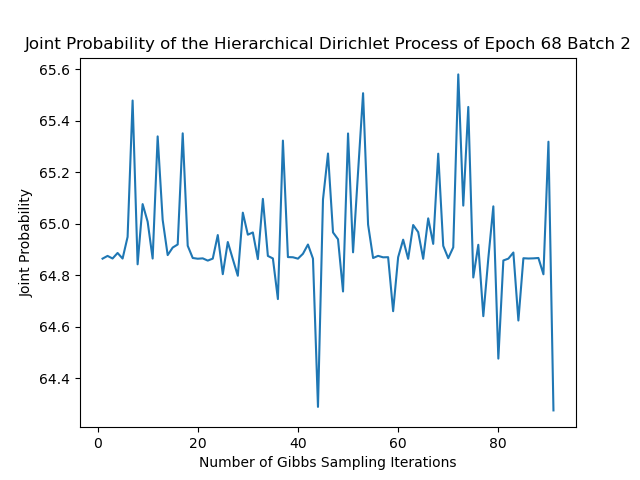 Joint Probability of the Hierarchical Dirichlet Process of Epoch 68 Batch 2
65.6
65.4
65.2
65.0
64.8
64.6
64.4
Joint Probability
0 20 40 60 80
Number of Gibbs Sampling Iterations